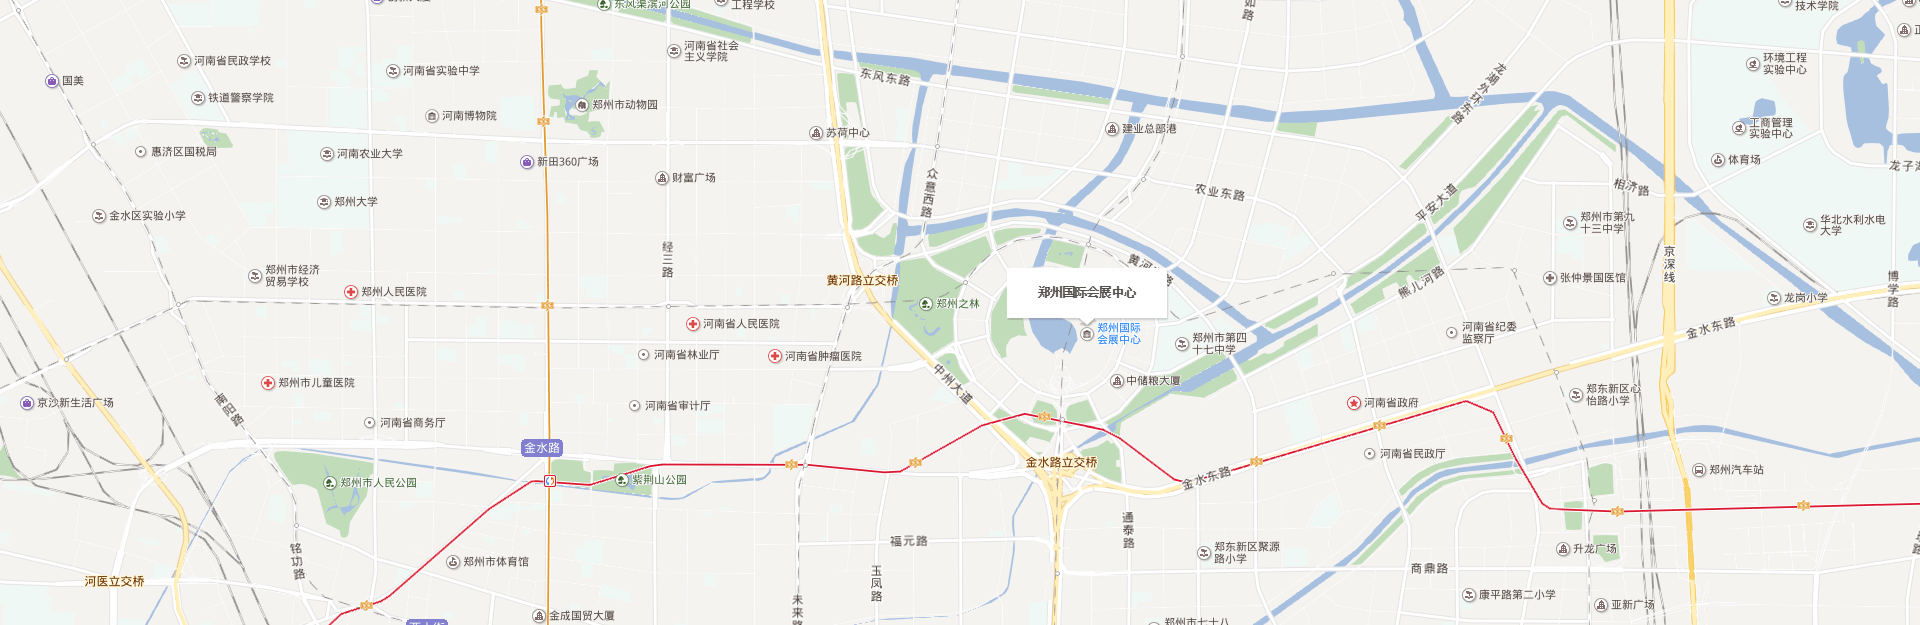 东风渠滨河公园
工程学校
技术学院
河南省社会
主义学院
河南省民政学校
河南省实验中学
国美
铁道警察学院
河南博物院
郑州市动物园
东风东路
龙湖外环东路
环境工程
实验中心
工商管理
实验中心
苏荷中心
建业总部港
惠济区国税局
河南农业大学
新田360广场
财富广场
体育场
众意西路
农业东路
平安大道
相济路
金水区实验小学
郑州大学
郑州市第九
十三中学
华北水利水电
大学
经三路
京深线
郑州市经济
贸易学校
郑州人民医院
黄河路立交桥
郑州之林
郑州国际会展中心
郑州国际
会展中心
熊儿河路
张仲景国医馆
龙岗小学
博学路
河南省人民医院
河南省林业厅
河南省肿瘤医院
郑州市第四
十七中学
河南省纪委
监察厅
金水东路
郑州市儿童医院
中州大道
中储粮大厦
京沙新生活广场
南阳路
河南省商务厅
河南省审计厅
河南省政府
郑东新区心
怡路小学
金水路
金水路立交桥
河南省民政厅
郑州汽车站
金水东路
郑州市人民公园
紫荆山公园
通泰路
福元路
铭功路
郑州市体育馆
郑东新区聚源
路小学
升龙广场
商鼎路
河医立交桥
玉凤路
未来路
金成国贸大厦
康平路第二小学
亚新广场
郑州市七十八